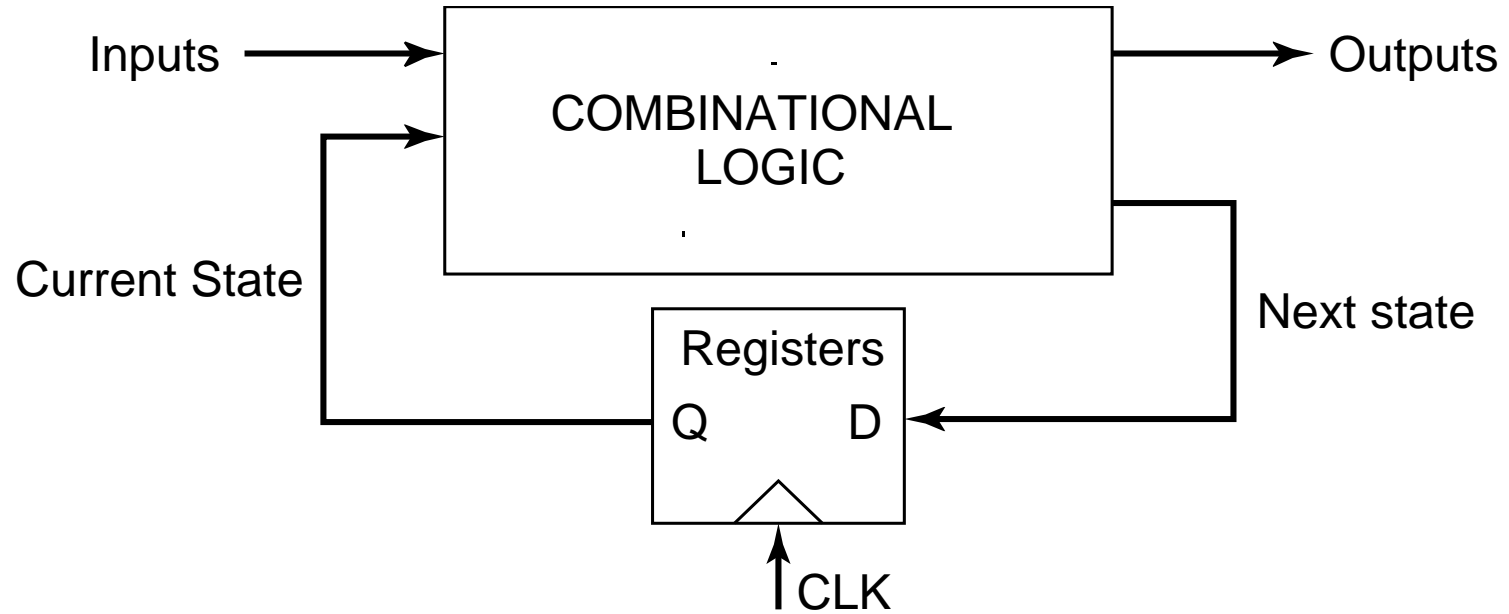 Inputs
Outputs
COMBINATIONAL
LOGIC
Current State
Next state
Registers
Q D
CLK